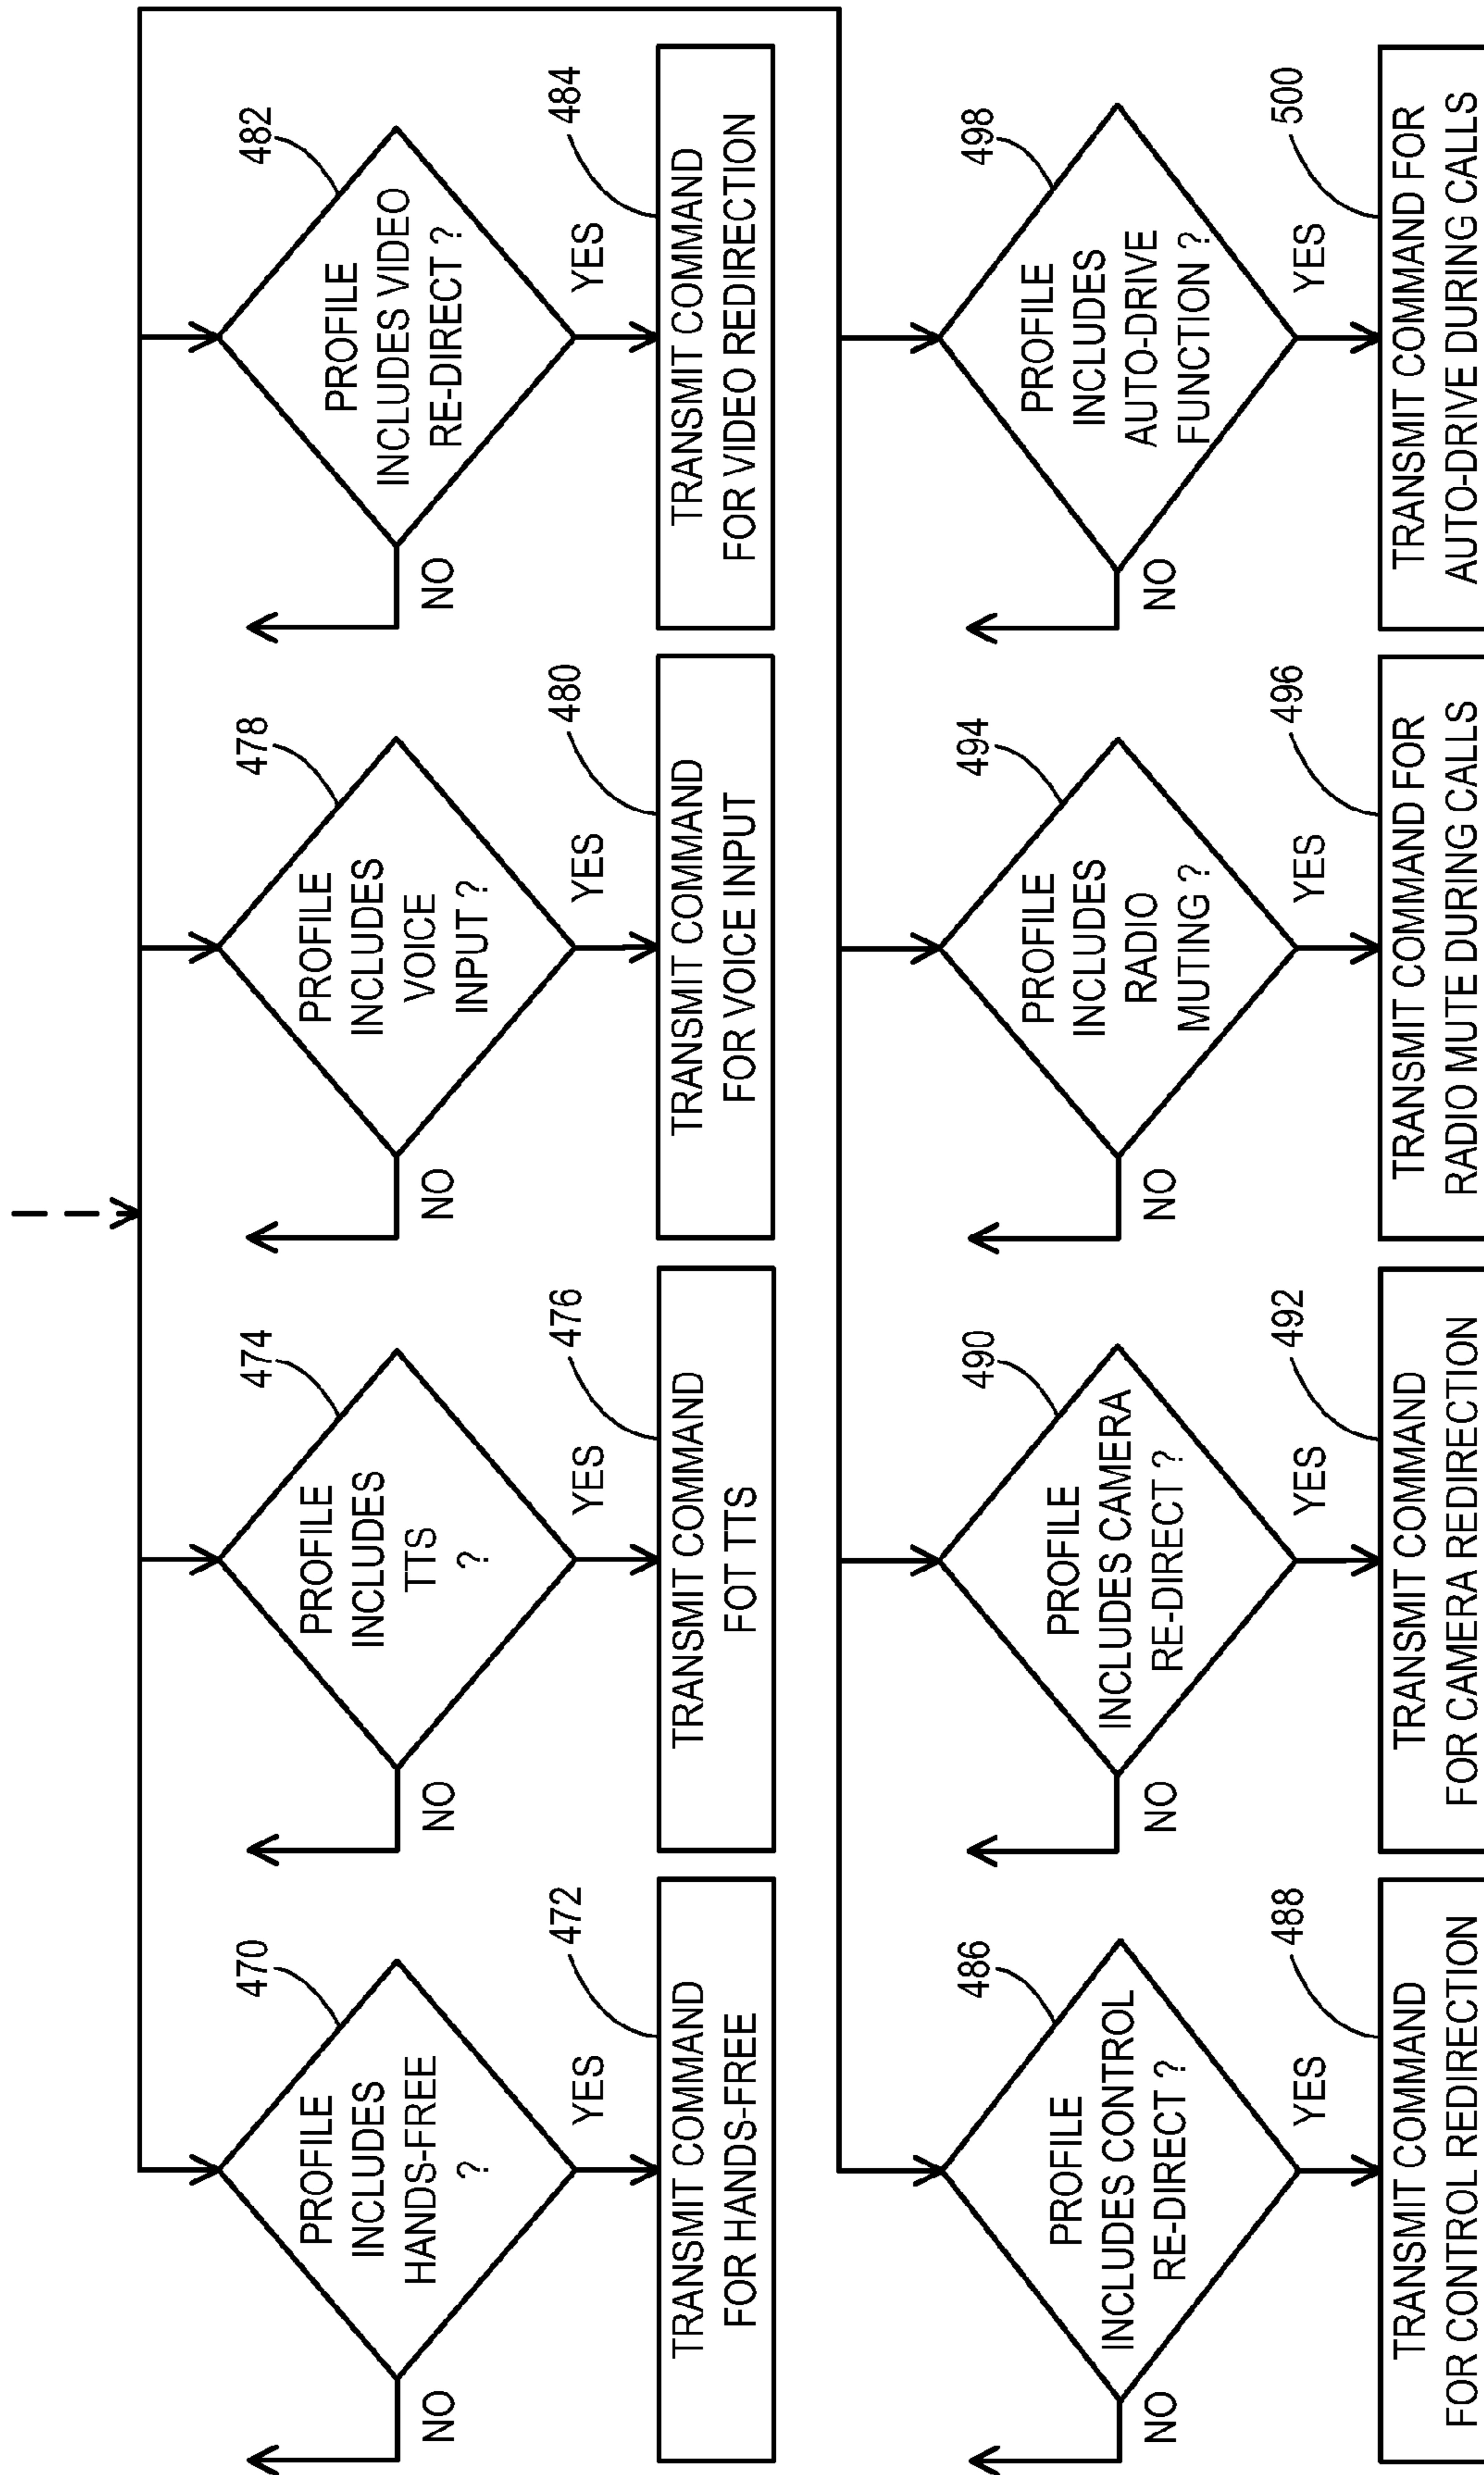 470
PROFILE
INCLUDES
HANDS-FREE
?
NO
YES
472
TRANSMIT COMMAND
FOR HANDS-FREE
474
PROFILE
INCLUDES
TTS
?
NO
YES
476
TRANSMIT COMMAND
FOT TTS
478
PROFILE
INCLUDES
VOICE
INPUT ?
NO
YES
480
TRANSMIT COMMAND
FOR VOICE INPUT
482
PROFILE
INCLUDES VIDEO
RE-DIRECT ?
NO
YES
484
TRANSMIT COMMAND
FOR VIDEO REDIRECTION
486
PROFILE
INCLUDES CONTROL
RE-DIRECT ?
NO
YES
488
TRANSMIT COMMAND
FOR CONTROL REDIRECTION
490
PROFILE
INCLUDES CAMERA
RE-DIRECT ?
NO
YES
492
TRANSMIT COMMAND
FOR CAMERA REDIRECTION
494
PROFILE
INCLUDES
RADIO
MUTING ?
NO
YES
496
TRANSMIT COMMAND FOR
RADIO MUTE DURING CALLS
498
PROFILE
INCLUDES
AUTO-DRIVE
FUNCTION ?
NO
YES
500
TRANSMIT COMMAND FOR
AUTO-DRIVE DURING CALLS